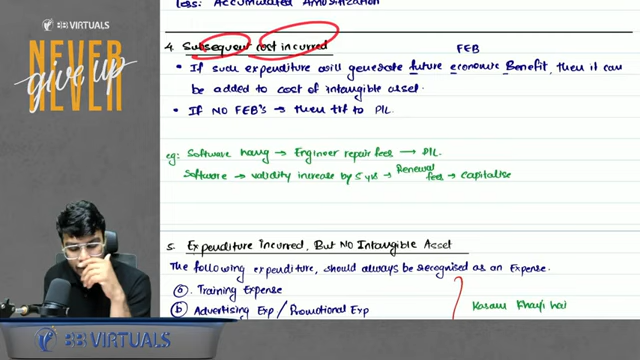 BB VIRTUALS
NEVER
give up
NEVER
Less: Accumulated Amortization
4. Subsequent cost incurred
FEB
• If such expenditure will generate future economic Benefit, then it can
be added to cost of intangible asset.
• If NO FEB's → then trf to P/L.
eg: Software hang → Engineer repair fees → P/L.
Software → validity increase by 5 yrs → Renewal fees → capitalise
5. Expenditure Incurred, But NO Intangible Asset
The following expenditure, should always be recognised as an Expense.
a. Training Expense
b. Advertising Exp / Promotional Exp
Kasam Khayi hai
BB VIRTUALS